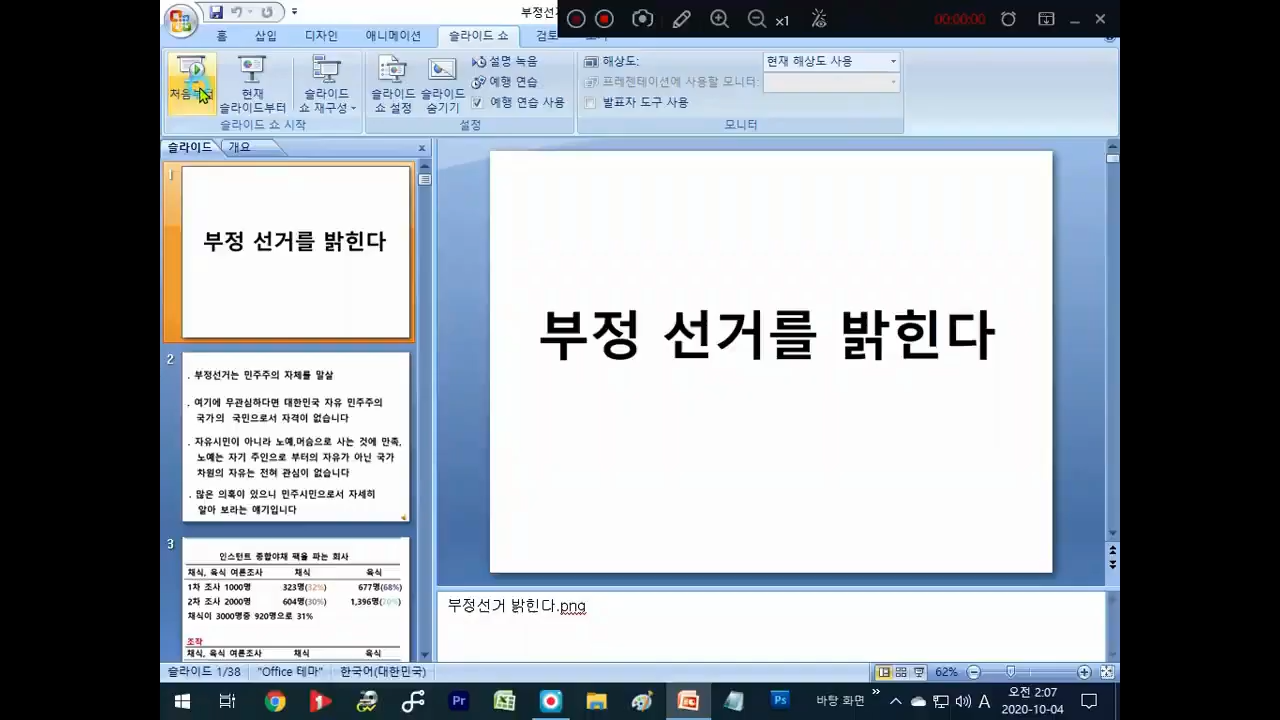 부정선
x1
00:00:00
홈 삽입 디자인 애니메이션 슬라이드 쇼 검토
처음부터
현재
슬라이드부터
슬라이드
쇼 재구성
슬라이드 쇼 시작
슬라이드
쇼 설정
슬라이드
숨기기
설명 녹음
예행 연습
예행 연습 사용
설정
해상도: 현재 해상도 사용
프레젠테이션에 사용할 모니터:
발표자 도구 사용
모니터
슬라이드 개요 x
1
부정 선거를 밝힌다
2
. 부정선거는 민주주의 자체를 말살
. 여기에 무관심하다면 대한민국 자유 민주주의
국가의 국민으로서 자격이 없습니다
. 자유시민이 아니라 노예,머슴으로 사는 것에 만족,
노예는 자기 주인으로 부터의 자유가 아닌 국가
차원의 자유는 전혀 관심이 없습니다
. 많은 의혹이 있으니 민주시민으로서 자세히
알아 보라는 얘기입니다
3
인스턴트 종합야채 팩을 파는 회사
채식, 육식 여론조사 채식 육식
1차 조사 1000명 323명(32%) 677명(68%)
2차 조사 2000명 604명(30%) 1,396명(70%)
채식이 3000명중 920명으로 31%
조작
채식, 육식 여론조사 채식 육식
부정 선거를 밝힌다
부정선거 밝힌다.png
슬라이드 1/38 "Office 테마" 한국어(대한민국) 62%
Pr
Ps
바탕 화면
A
오전 2:07
2020-10-04